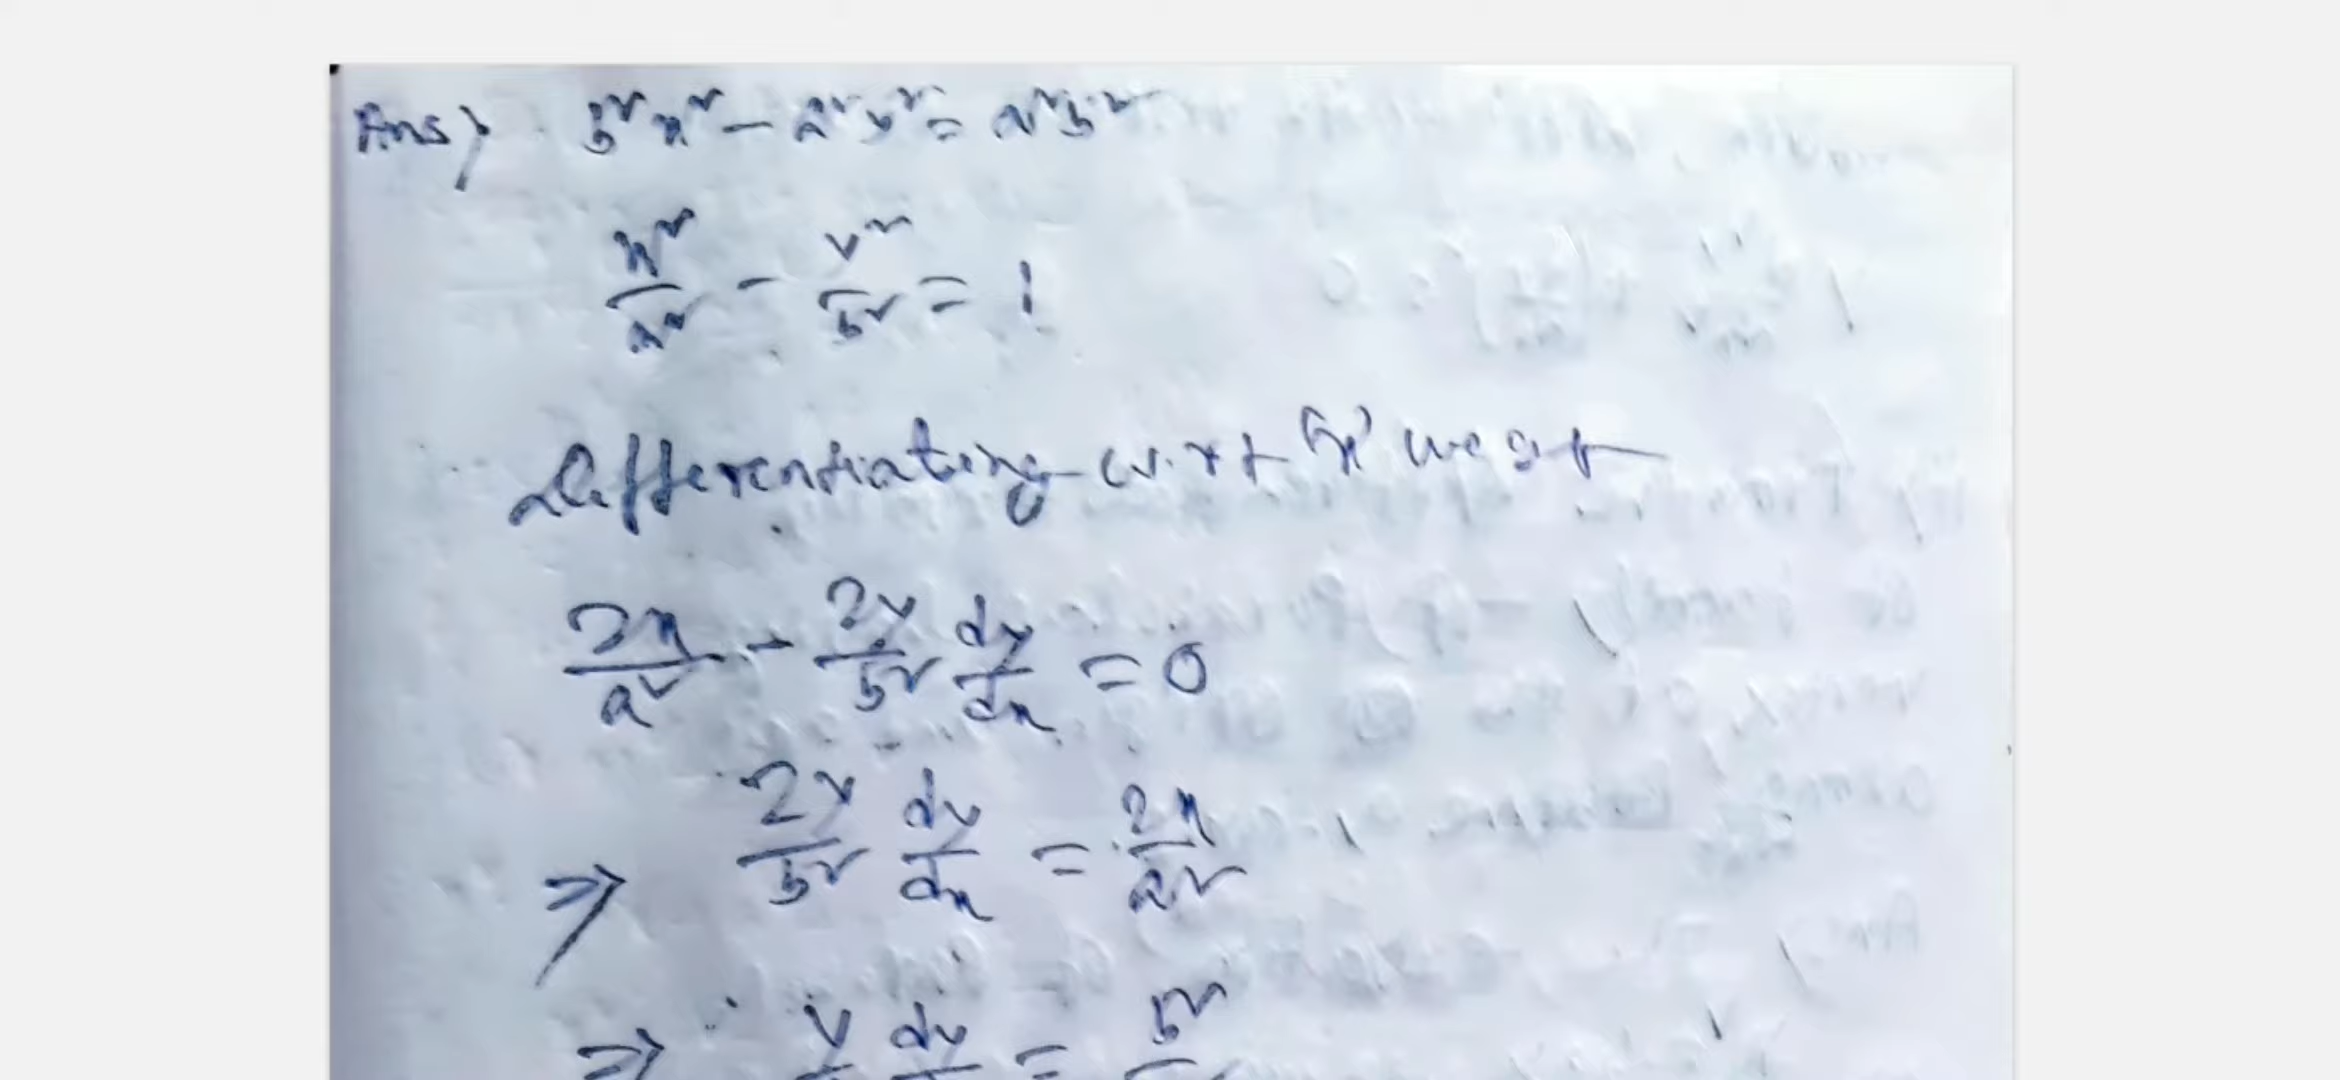 Ans) b²x² - a²y² = a²b²
x²/a² - y²/b² = 1
Differentiating w.r.t 'x' we get
2x/a² - 2y/b² dy/dx = 0
⇒ 2y/b² dy/dx = 2x/a²